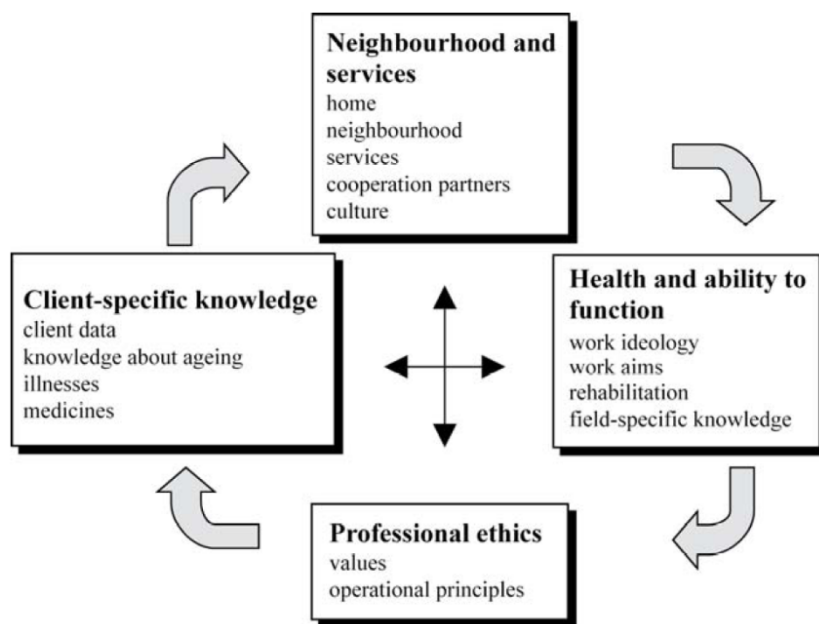 Neighbourhood and
services
home
neighbourhood
services
cooperation partners
culture
Client-specific knowledge
client data
knowledge about ageing
illnesses
medicines
Health and ability to
function
work ideology
work aims
rehabilitation
field-specific knowledge
Professional ethics
values
operational principles